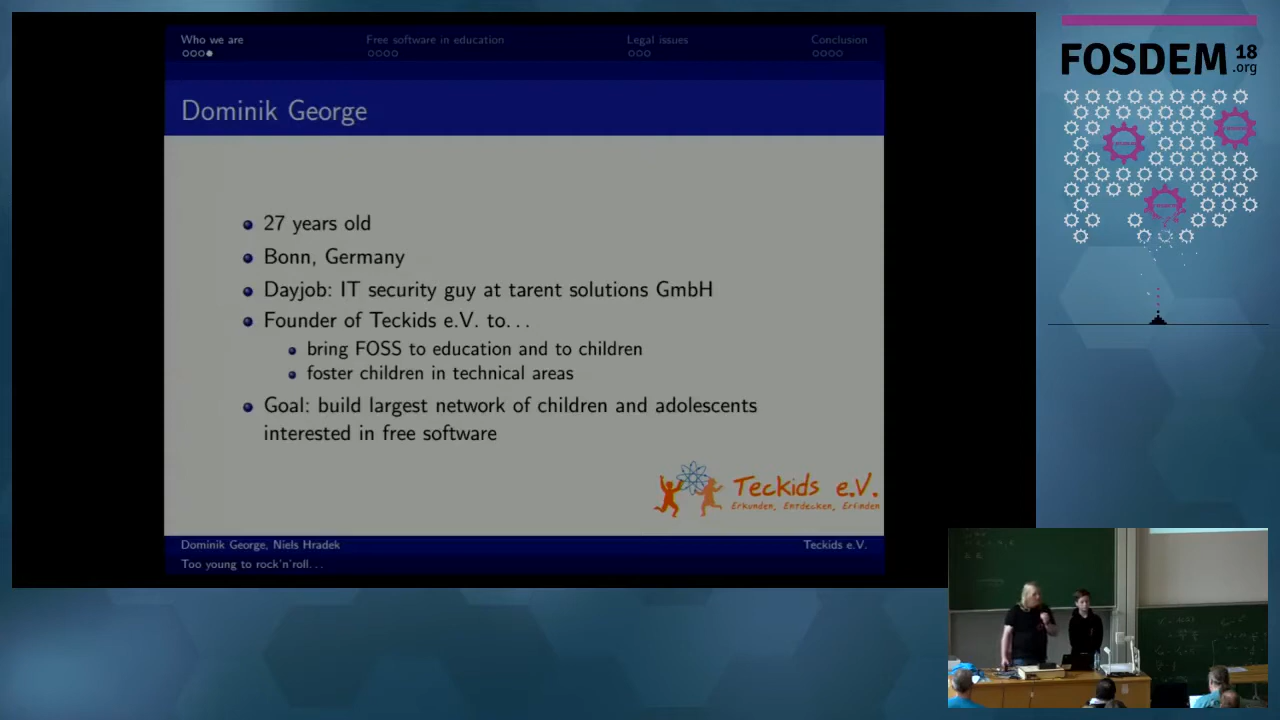 Who we are
Free software in education
Legal issues
Conclusion
Dominik George
27 years old
Bonn, Germany
Dayjob: IT security guy at tarent solutions GmbH
Founder of Teckids e.V. to...
bring FOSS to education and to children
foster children in technical areas
Goal: build largest network of children and adolescents
interested in free software
Teckids e.V.
Erkunden, Entdecken, Erfinden
Dominik George, Niels Hradek
Teckids e.V.
Too young to rock'n'roll...
FOSDEM 18
.org